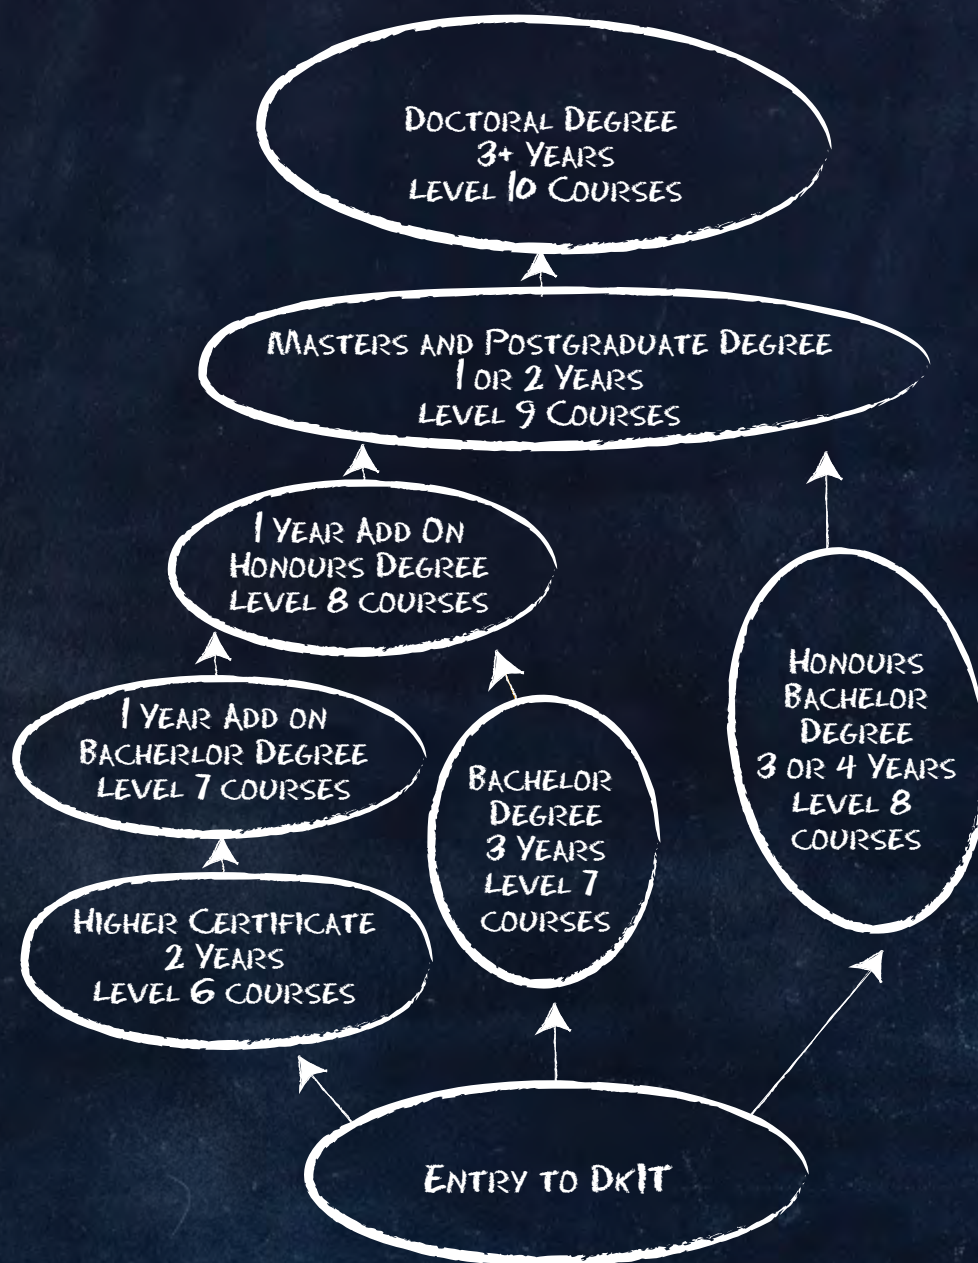 Doctoral Degree
3+ Years
Level 10 Courses
Masters and Postgraduate Degree
1 or 2 Years
Level 9 Courses
1 Year Add On
Honours Degree
Level 8 courses
Honours
Bachelor
Degree
3 or 4 Years
Level 8
courses
1 Year Add on
Bacherlor Degree
Level 7 courses
Bachelor
Degree
3 Years
Level 7
courses
Higher Certificate
2 Years
Level 6 courses
Entry to DkIT